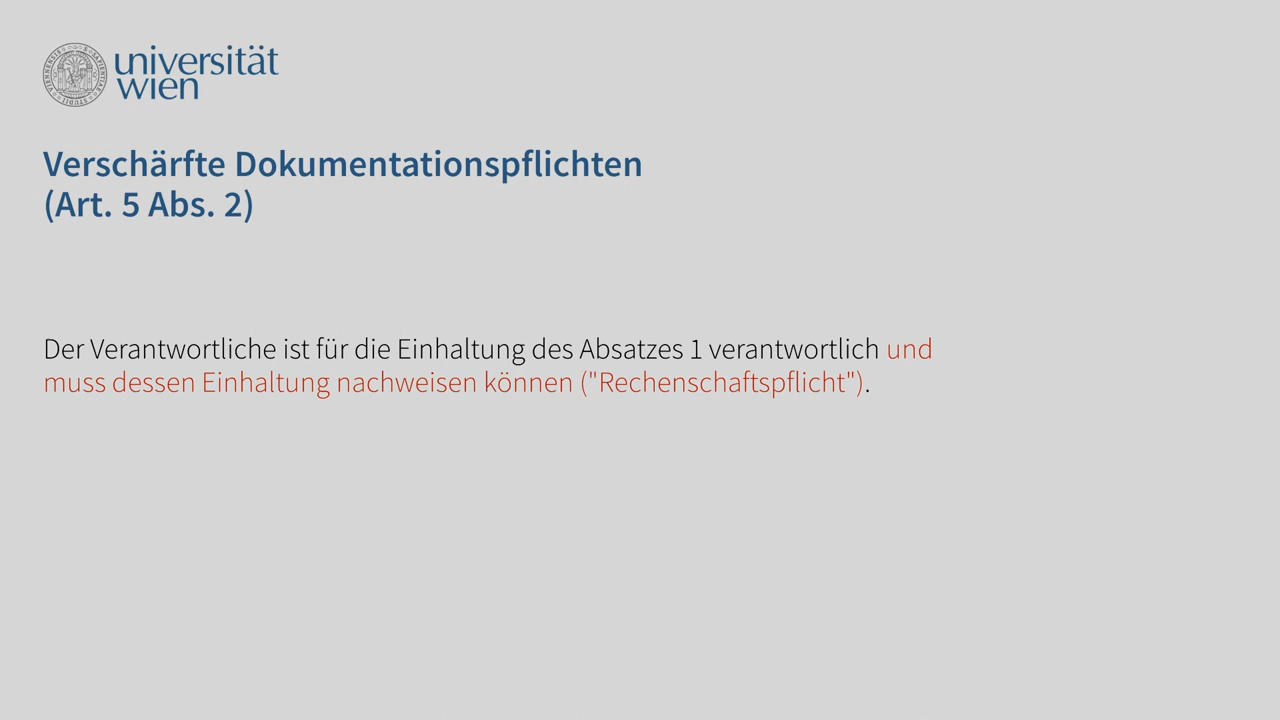 universität
wien
Verschärfte Dokumentationspflichten
(Art. 5 Abs. 2)
Der Verantwortliche ist für die Einhaltung des Absatzes 1 verantwortlich und
muss dessen Einhaltung nachweisen können ("Rechenschaftspflicht").